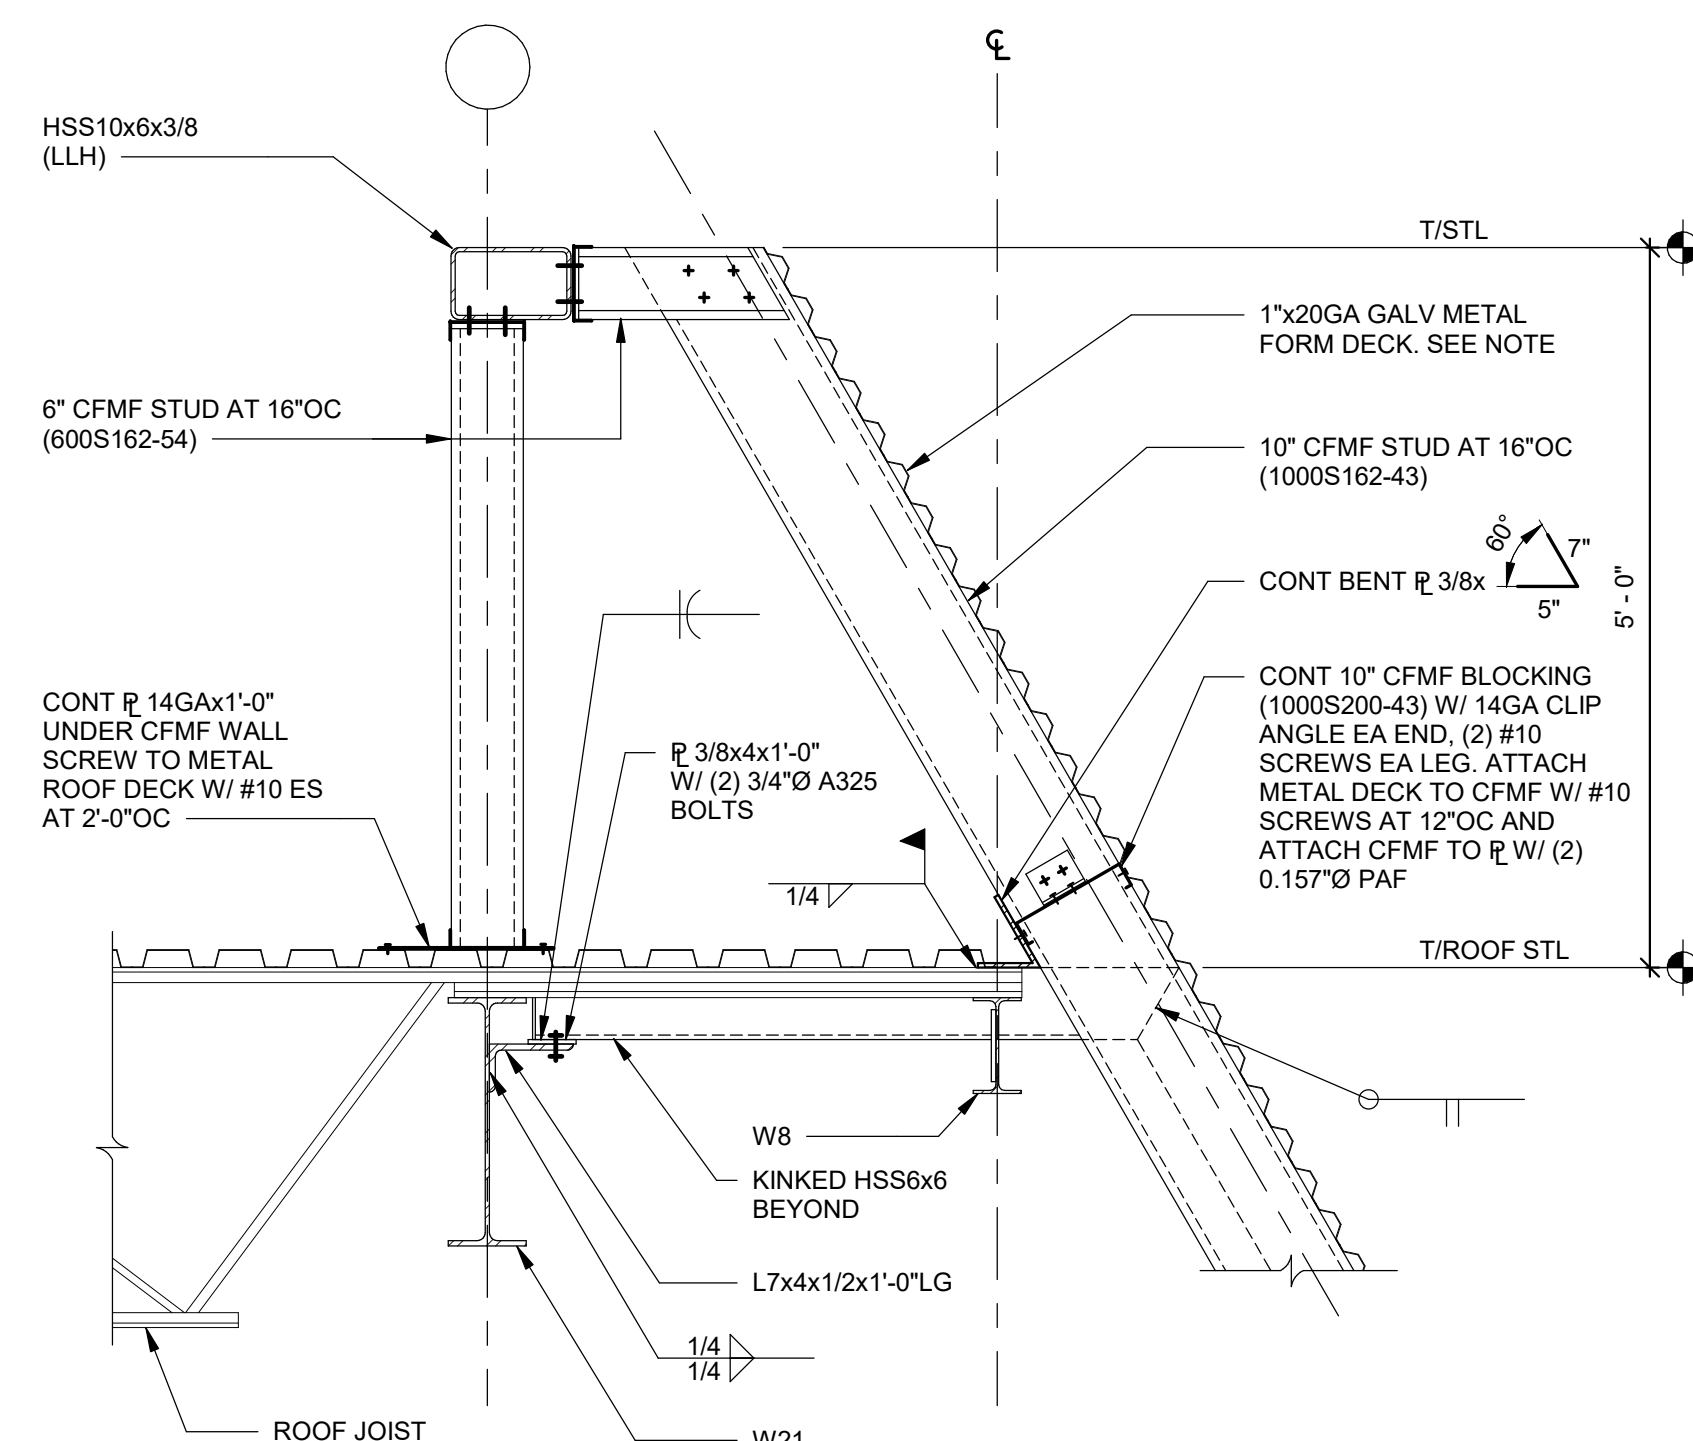 ℄
HSS10x6x3/8
(LLH)
T/STL
1"x20GA GALV METAL
FORM DECK. SEE NOTE
6" CFMF STUD AT 16"OC
(600S162-54)
10" CFMF STUD AT 16"OC
(1000S162-43)
CONT BENT ⅊ 3/8x
60°
7"
5"
5' - 0"
CONT ⅊ 14GAx1'-0"
UNDER CFMF WALL
SCREW TO METAL
ROOF DECK W/ #10 ES
AT 2'-0"OC
⅊ 3/8x4x1'-0"
W/ (2) 3/4"Ø A325
BOLTS
CONT 10" CFMF BLOCKING
(1000S200-43) W/ 14GA CLIP
ANGLE EA END, (2) #10
SCREWS EA LEG. ATTACH
METAL DECK TO CFMF W/ #10
SCREWS AT 12"OC AND
ATTACH CFMF TO ⅊ W/ (2)
0.157"Ø PAF
1/4
T/ROOF STL
W8
KINKED HSS6x6
BEYOND
L7x4x1/2x1'-0"LG
1/4
1/4
ROOF JOIST
W21